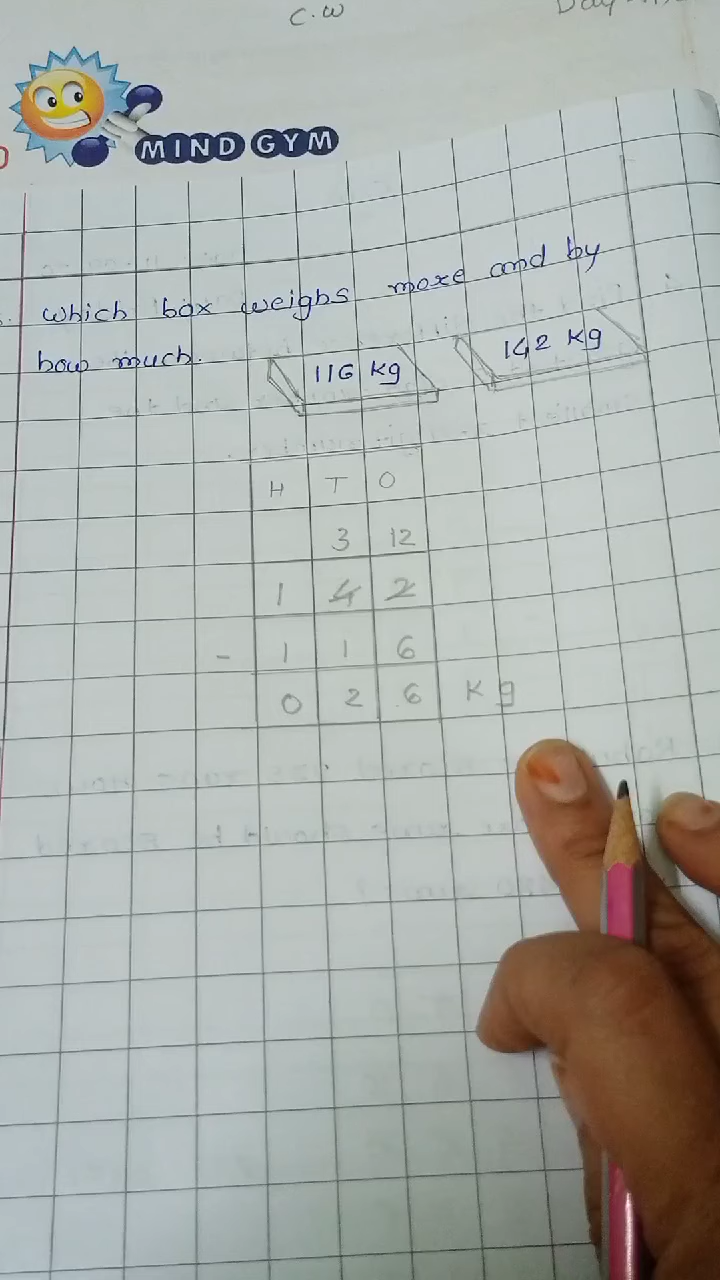 C.W
MIND GYM
which box weighs more and by
how much.
116 kg
142 kg
H T O
3 12
1 4 2
- 1 1 6
0 2 6 kg